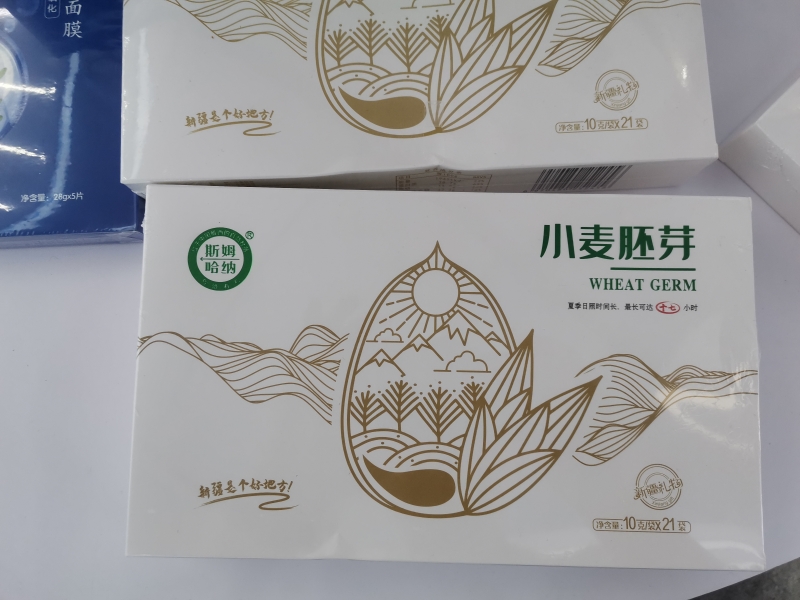 面膜
净含量：28gx5片
新疆是个好地方！
新疆礼物
净含量：10克/袋X21袋
斯姆
哈纳
®
小麦胚芽
WHEAT GERM
夏季日照时间长，最长可达 十七 小时
新疆是个好地方！
新疆礼物
净含量：10克/袋X21袋